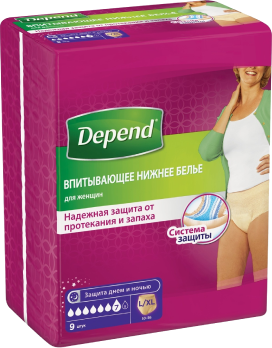 Depend
ВПИТЫВАЮЩЕЕ НИЖНЕЕ БЕЛЬЕ
для женщин
Надежная защита от
протекания и запаха
Система
защиты
Защита днем и ночью
7
L/XL
9 штук